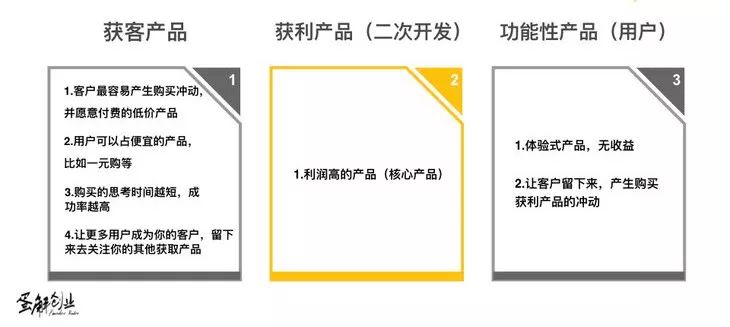 获客产品
获利产品（二次开发）
功能性产品（用户）
1
1.客户最容易产生购买冲动，
并愿意付费的低价产品
2.用户可以占便宜的产品，
比如一元购等
3.购买的思考时间越短，成
功率越高
4.让更多用户成为你的客户，留下
来去关注你的其他获取产品
2
1.利润高的产品（核心产品）
3
1.体验式产品，无收益
2.让客户留下来，产生购买
获利产品的冲动
蛋解创业